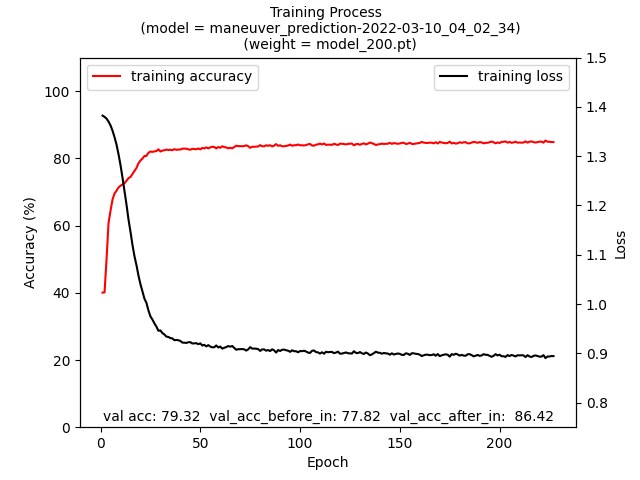 Training Process
(model = maneuver_prediction-2022-03-10_04_02_34)
(weight = model_200.pt)
training accuracy
training loss
100
80
60
40
20
0
Accuracy (%)
1.5
1.4
1.3
1.2
1.1
1.0
0.9
0.8
Loss
val acc: 79.32  val_acc_before_in: 77.82  val_acc_after_in:  86.42
0 50 100 150 200
Epoch